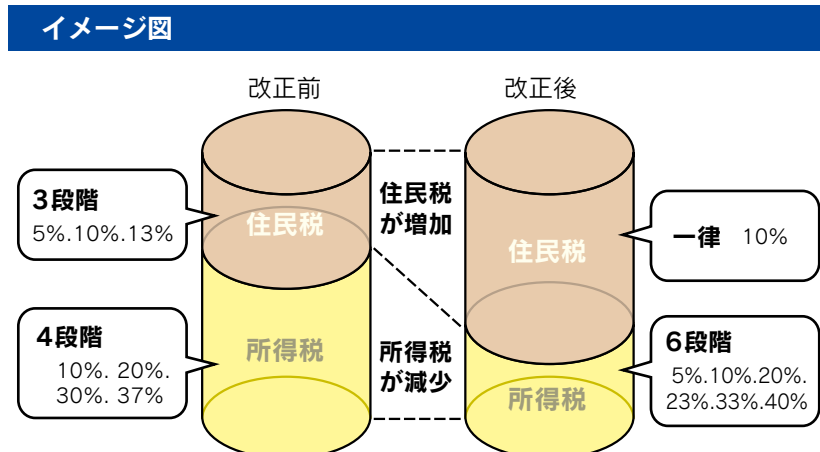 イメージ図
改正前
改正後
3段階
5%.10%.13%
住民税
住民税
が増加
住民税
一律 10%
4段階
10%. 20%.
30%. 37%
所得税
所得税
が減少
所得税
6段階
5%.10%.20%.
23%.33%.40%